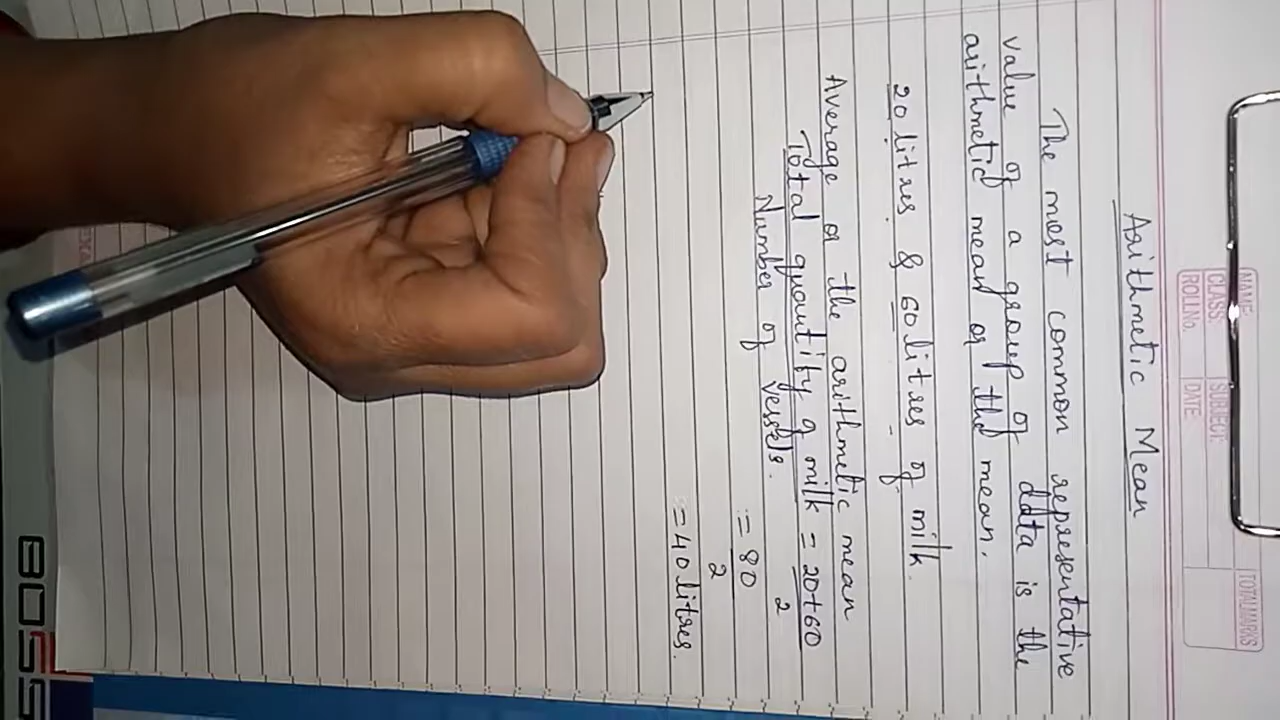 NAME:
CLASS: SUBJECT: TOTAL MARKS
ROLL No. DATE:
Arithmetic Mean
The most common representative
value of a group of data is the
arithmetic mean or the mean.
20 litres & 60 litres of milk.
Average or the arithmetic mean
Total quantity of milk = 20+60
Number of vessels. 2
= 80
2
= 40 litres.
BOSS